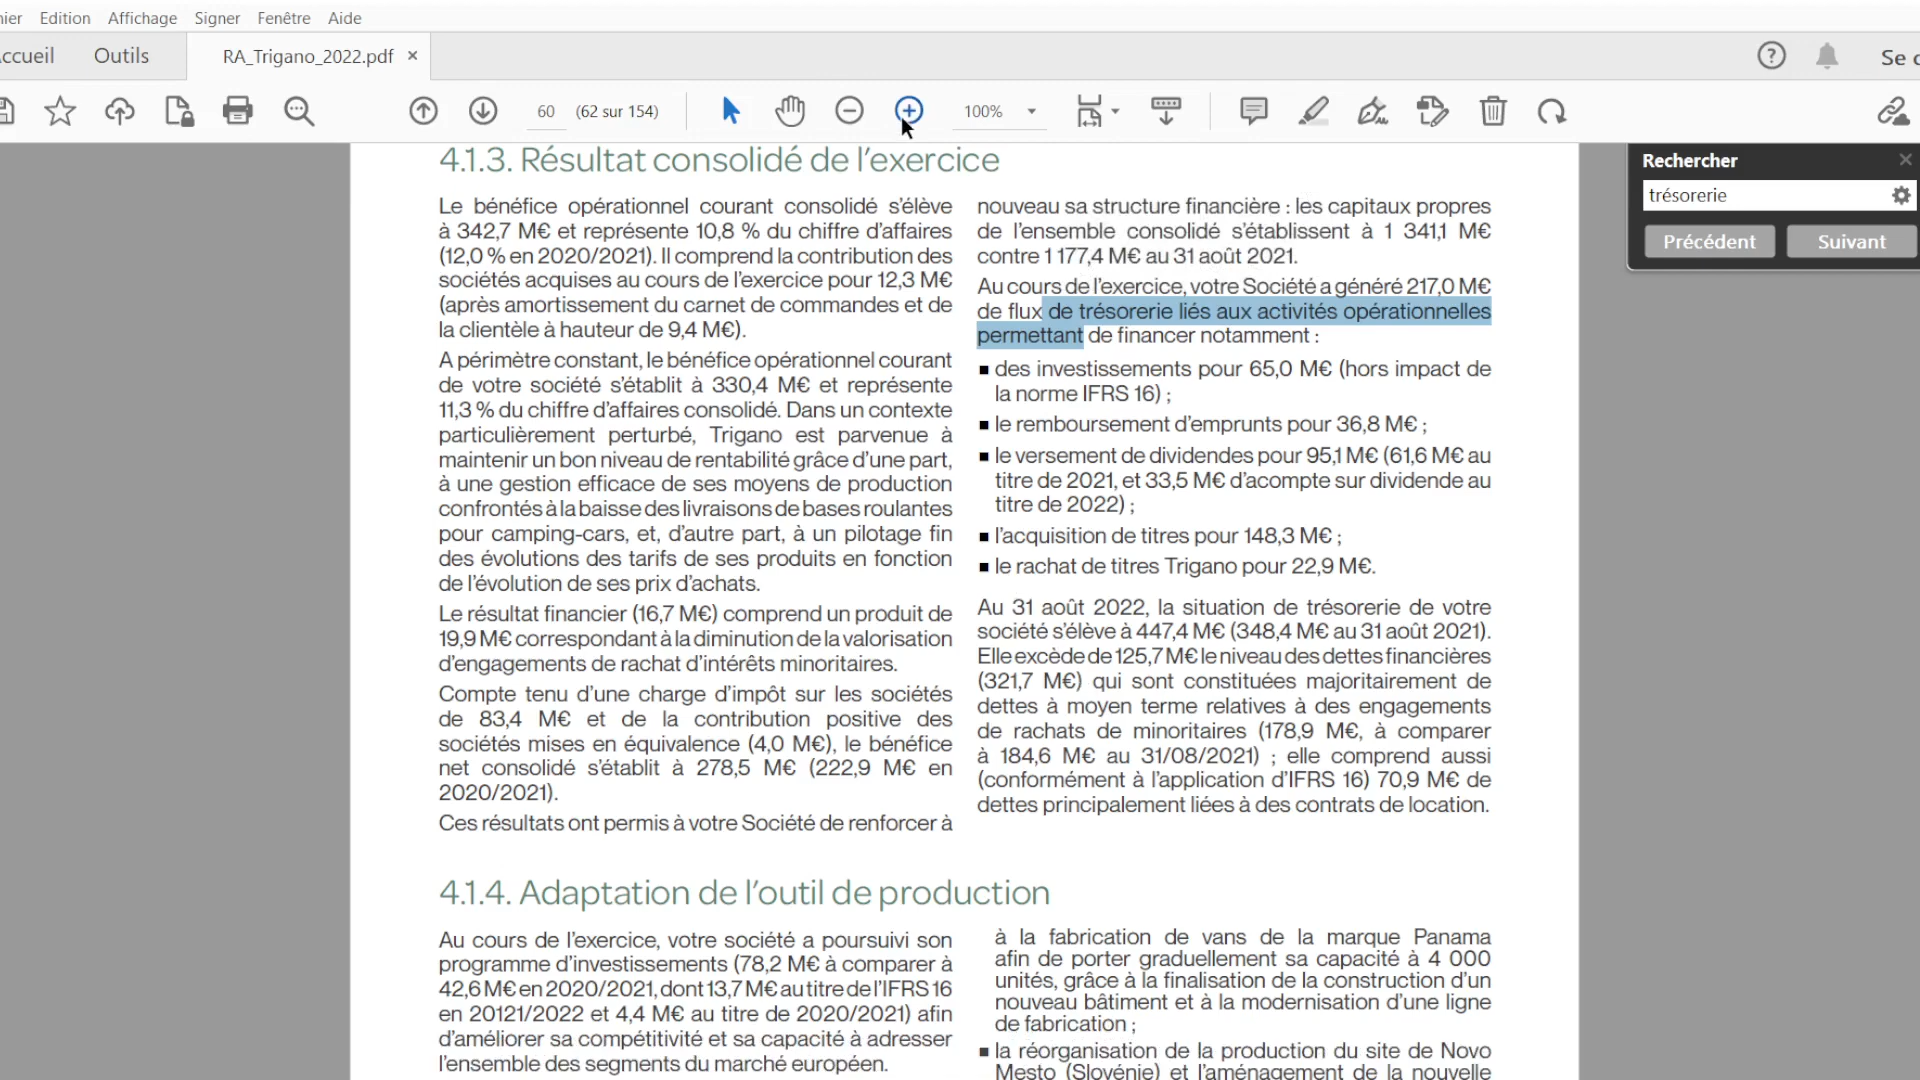 hier Edition Affichage Signer Fenêtre Aide
Accueil Outils RA_Trigano_2022.pdf × ? Se c
60 (62 sur 154) 100%
Rechercher
trésorerie
Précédent Suivant
4.1.3. Résultat consolidé de l’exercice
Le bénéfice opérationnel courant consolidé s’élève
à 342,7 M€ et représente 10,8 % du chiffre d’affaires
(12,0 % en 2020/2021). Il comprend la contribution des
sociétés acquises au cours de l’exercice pour 12,3 M€
(après amortissement du carnet de commandes et de
la clientèle à hauteur de 9,4 M€).
A périmètre constant, le bénéfice opérationnel courant
de votre société s’établit à 330,4 M€ et représente
11,3 % du chiffre d’affaires consolidé. Dans un contexte
particulièrement perturbé, Trigano est parvenue à
maintenir un bon niveau de rentabilité grâce d’une part,
à une gestion efficace de ses moyens de production
confrontés à la baisse des livraisons de bases roulantes
pour camping-cars, et, d’autre part, à un pilotage fin
des évolutions des tarifs de ses produits en fonction
de l’évolution de ses prix d’achats.
Le résultat financier (16,7 M€) comprend un produit de
19,9 M€ correspondant à la diminution de la valorisation
d’engagements de rachat d’intérêts minoritaires.
Compte tenu d’une charge d’impôt sur les sociétés
de 83,4 M€ et de la contribution positive des
sociétés mises en équivalence (4,0 M€), le bénéfice
net consolidé s’établit à 278,5 M€ (222,9 M€ en
2020/2021).
Ces résultats ont permis à votre Société de renforcer à
nouveau sa structure financière : les capitaux propres
de l’ensemble consolidé s’établissent à 1 341,1 M€
contre 1 177,4 M€ au 31 août 2021.
Au cours de l’exercice, votre Société a généré 217,0 M€
de flux de trésorerie liés aux activités opérationnelles
permettant de financer notamment :
■ des investissements pour 65,0 M€ (hors impact de
la norme IFRS 16) ;
■ le remboursement d’emprunts pour 36,8 M€ ;
■ le versement de dividendes pour 95,1 M€ (61,6 M€ au
titre de 2021, et 33,5 M€ d’acompte sur dividende au
titre de 2022) ;
■ l’acquisition de titres pour 148,3 M€ ;
■ le rachat de titres Trigano pour 22,9 M€.
Au 31 août 2022, la situation de trésorerie de votre
société s’élève à 447,4 M€ (348,4 M€ au 31 août 2021).
Elle excède de 125,7 M€ le niveau des dettes financières
(321,7 M€) qui sont constituées majoritairement de
dettes à moyen terme relatives à des engagements
de rachats de minoritaires (178,9 M€, à comparer
à 184,6 M€ au 31/08/2021) ; elle comprend aussi
(conformément à l’application d’IFRS 16) 70,9 M€ de
dettes principalement liées à des contrats de location.
4.1.4. Adaptation de l’outil de production
Au cours de l’exercice, votre société a poursuivi son
programme d’investissements (78,2 M€ à comparer à
42,6 M€ en 2020/2021, dont 13,7 M€ au titre de l’IFRS 16
en 20121/2022 et 4,4 M€ au titre de 2020/2021) afin
d’améliorer sa compétitivité et sa capacité à adresser
l’ensemble des segments du marché européen.
à la fabrication de vans de la marque Panama
afin de porter graduellement sa capacité à 4 000
unités, grâce à la finalisation de la construction d’un
nouveau bâtiment et à la modernisation d’une ligne
de fabrication ;
■ la réorganisation de la production du site de Novo
Mesto (Slovénie) et l’aménagement de la nouvelle